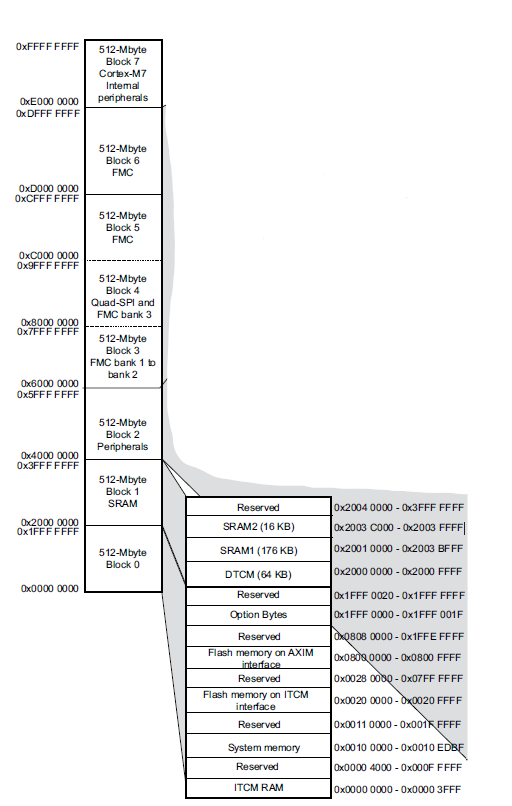 0xFFFF FFFF
512-Mbyte
Block 7
Cortex-M7
Internal
peripherals
0xE000 0000
0xDFFF FFFF
512-Mbyte
Block 6
FMC
0xD000 0000
0xCFFF FFFF
512-Mbyte
Block 5
FMC
0xC000 0000
0x9FFF FFFF
512-Mbyte
Block 4
Quad-SPI and
FMC bank 3
0x8000 0000
0x7FFF FFFF
512-Mbyte
Block 3
FMC bank 1 to
bank 2
0x6000 0000
0x5FFF FFFF
512-Mbyte
Block 2
Peripherals
0x4000 0000
0x3FFF FFFF
512-Mbyte
Block 1
SRAM
0x2000 0000
0x1FFF FFFF
512-Mbyte
Block 0
0x0000 0000
Reserved 0x2004 0000 - 0x3FFF FFFF
SRAM2 (16 KB) 0x2003 C000 - 0x2003 FFFF
SRAM1 (176 KB) 0x2001 0000 - 0x2003 BFFF
DTCM (64 KB) 0x2000 0000 - 0x2000 FFFF
Reserved 0x1FFF 0020 - 0x1FFF FFFF
Option Bytes 0x1FFF 0000 - 0x1FFF 001F
Reserved 0x0808 0000 - 0x1FFE FFFF
Flash memory on AXIM
interface 0x0800 0000 - 0x0800 FFFF
Reserved 0x0028 0000 - 0x07FF FFFF
Flash memory on ITCM
interface 0x0020 0000 - 0x0020 FFFF
Reserved 0x0011 0000 - 0x001F FFFF
System memory 0x0010 0000 - 0x0010 EDBF
Reserved 0x0000 4000 - 0x000F FFFF
ITCM RAM 0x0000 0000 - 0x0000 3FFF